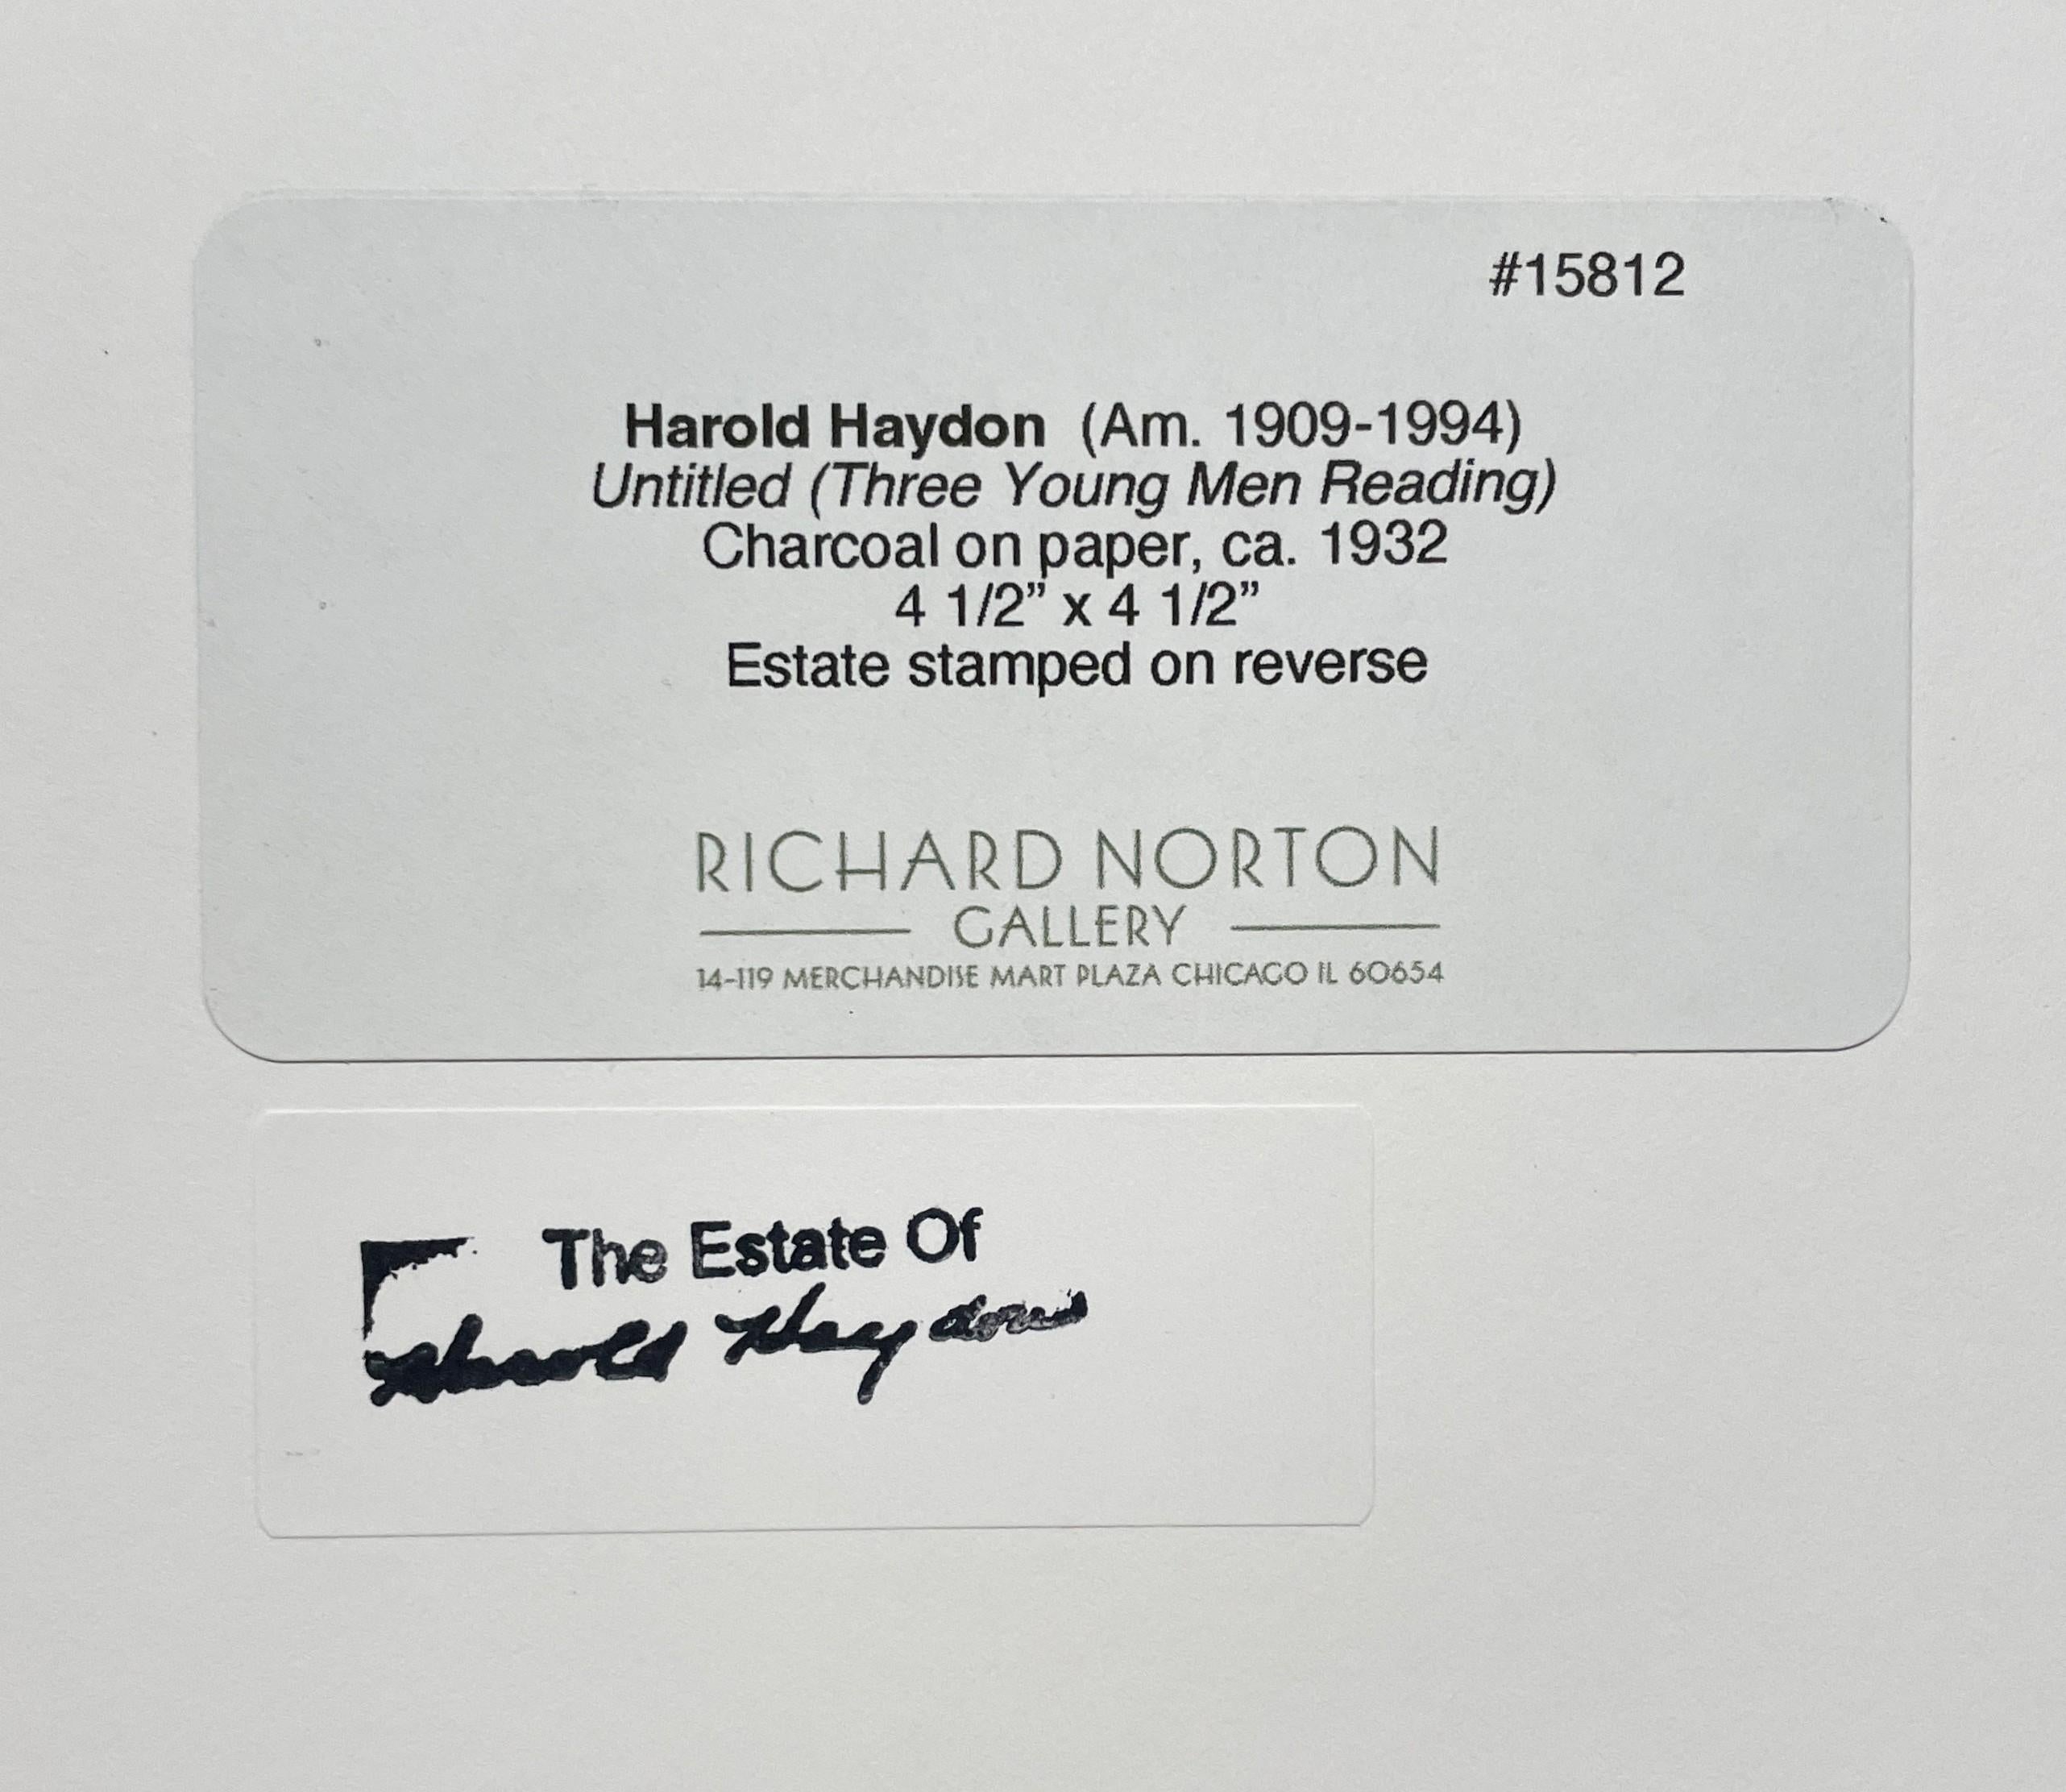 #15812
Harold Haydon (Am. 1909-1994)
Untitled (Three Young Men Reading)
Charcoal on paper, ca. 1932
4 1/2” x 4 1/2”
Estate stamped on reverse
RICHARD NORTON
GALLERY
14-119 MERCHANDISE MART PLAZA CHICAGO IL 60654
The Estate Of
Harold Haydon